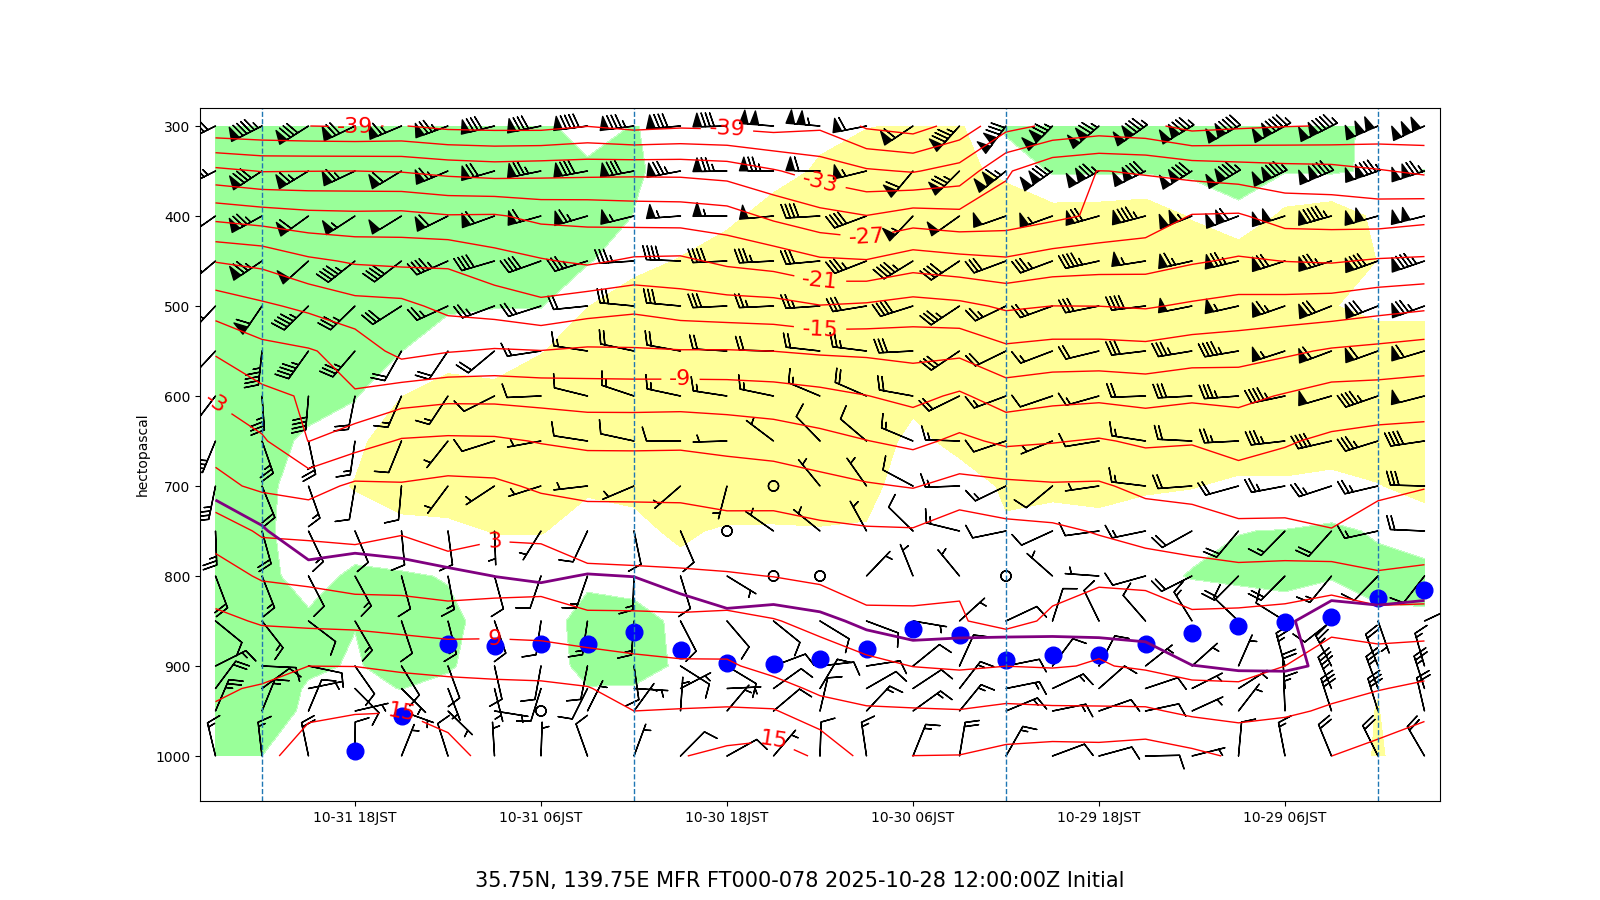 300
400
500
600
700
800
900
1000
hectopascal
-39
-39
-33
-27
-21
-15
-9
-3
3
9
15
15
10-31 18JST
10-31 06JST
10-30 18JST
10-30 06JST
10-29 18JST
10-29 06JST
35.75N, 139.75E MFR FT000-078 2025-10-28 12:00:00Z Initial